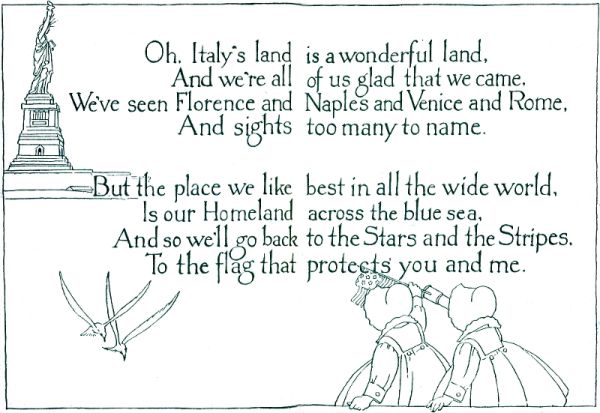 Oh, Italy's land is a wonderful land,
And we're all of us glad that we came,
We've seen Florence and Naples and Venice and Rome,
And sights too many to name.
But the place we like best in all the wide world,
Is our Homeland across the blue sea,
And so we'll go back to the Stars and the Stripes,
To the flag that protects you and me.